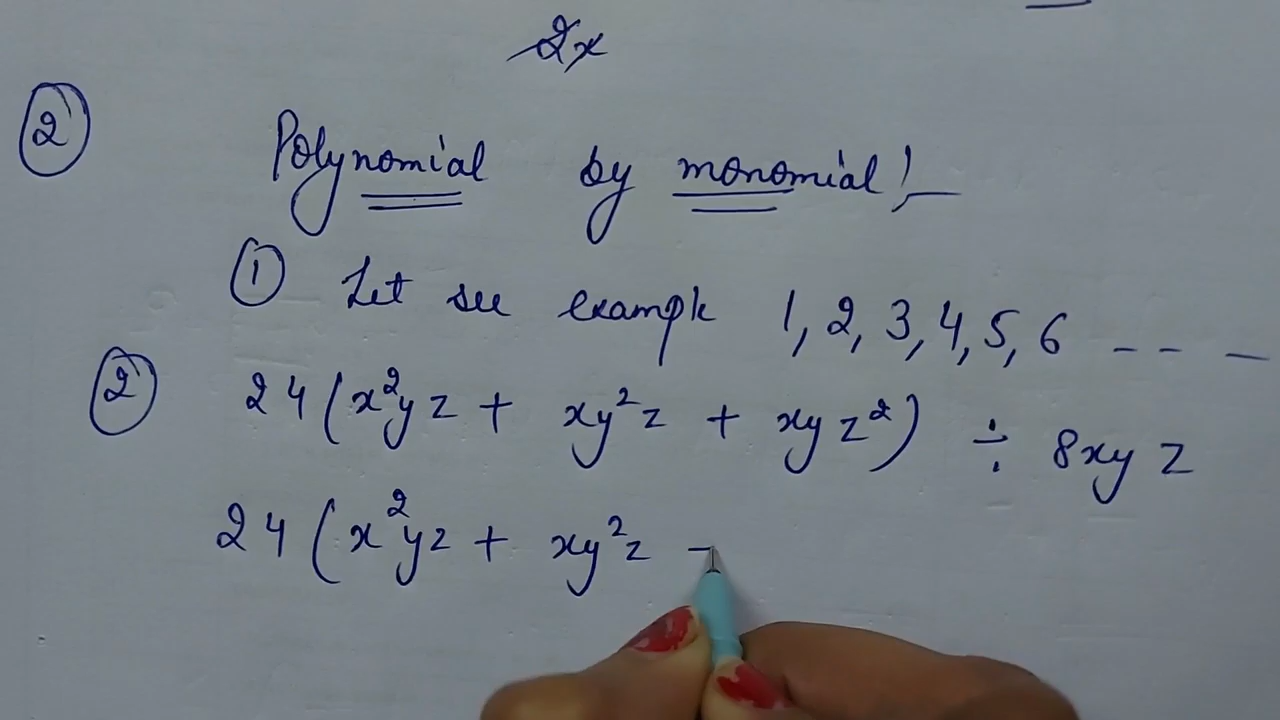 2x
② Polynomial by monomial !—
① Let see example 1, 2, 3, 4, 5, 6 - - -
② 24 (x²yz + xy²z + xyz²) ÷ 8xyz
24 (x²yz + xy²z -